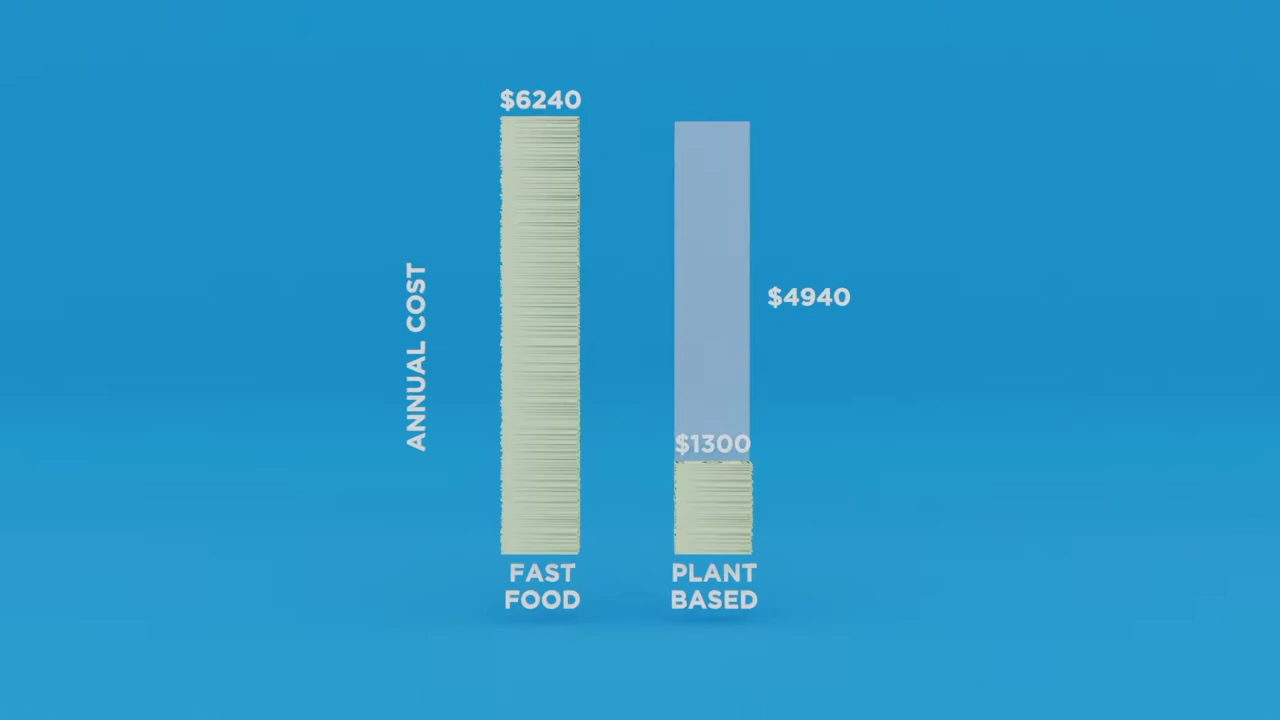 $6240
$4940
ANNUAL COST
$1300
FAST
FOOD
PLANT
BASED